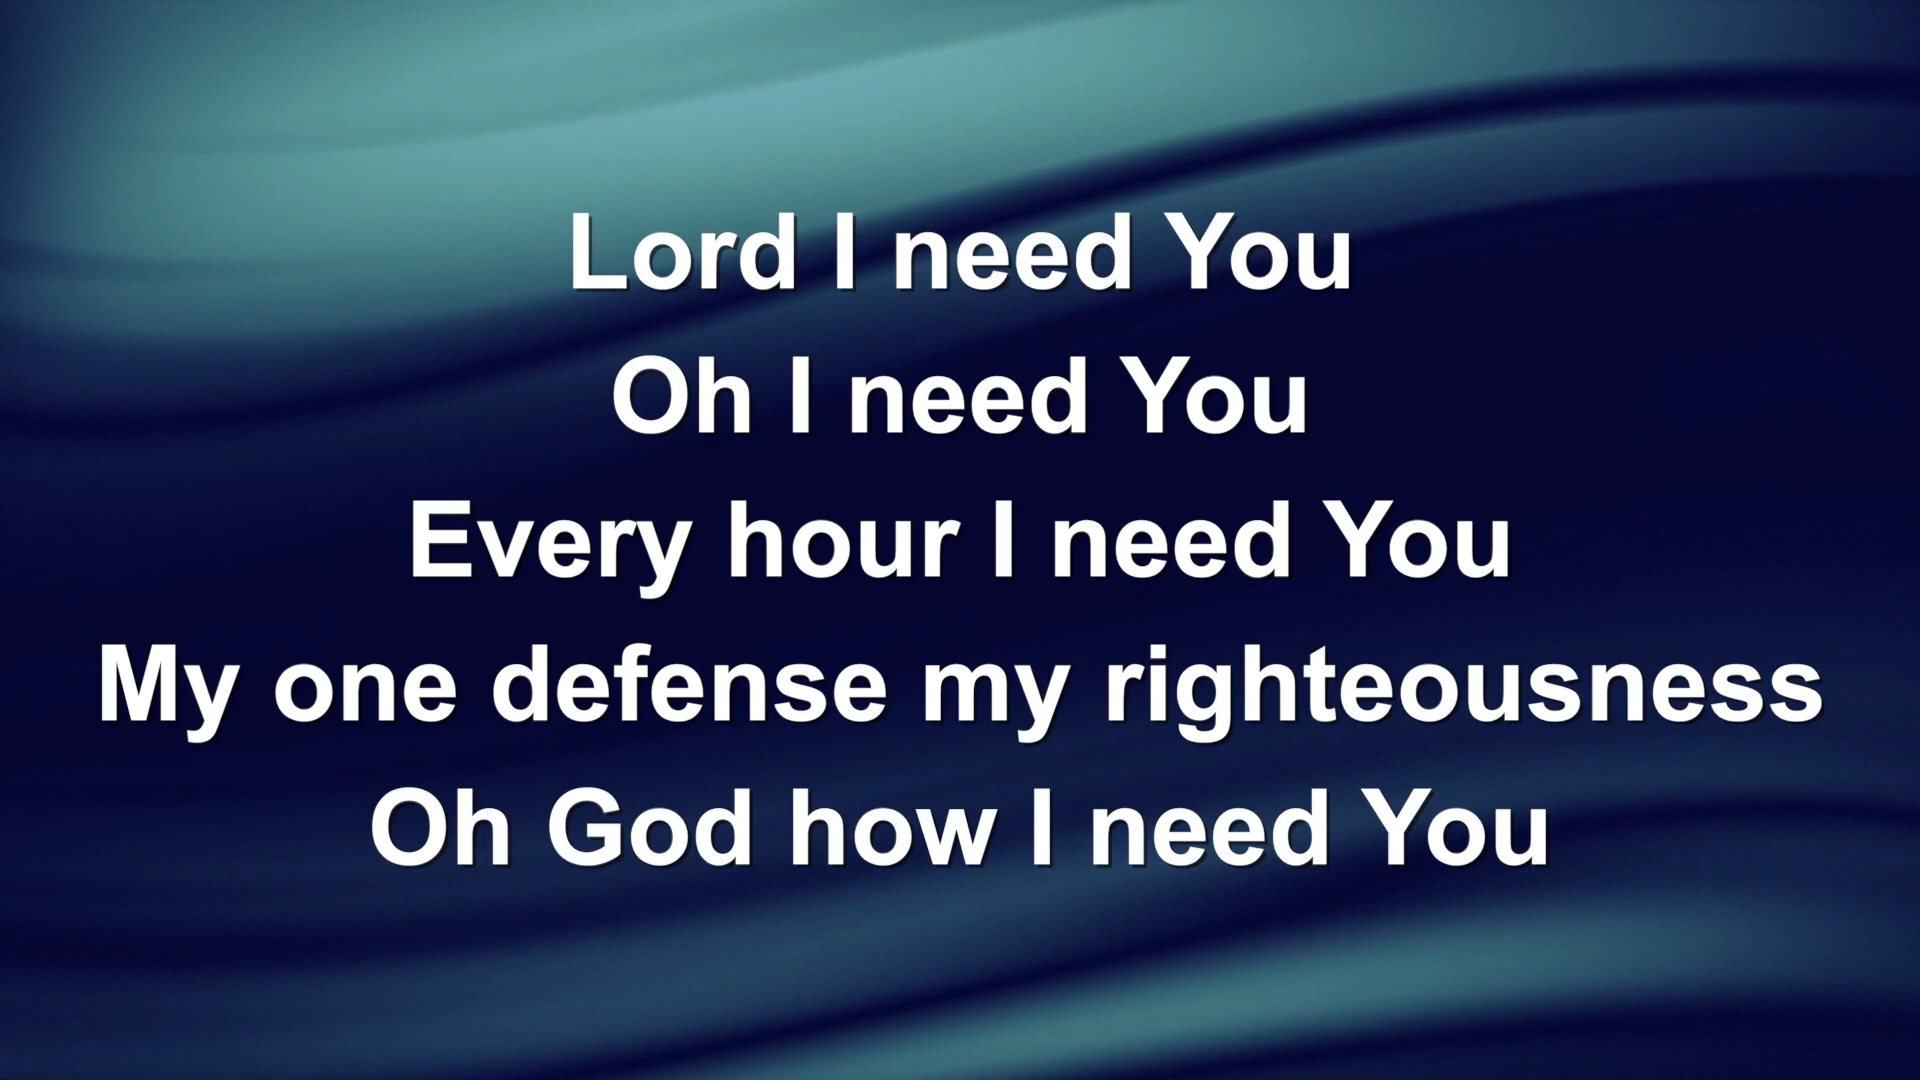 Lord I need You
Oh I need You
Every hour I need You
My one defense my righteousness
Oh God how I need You